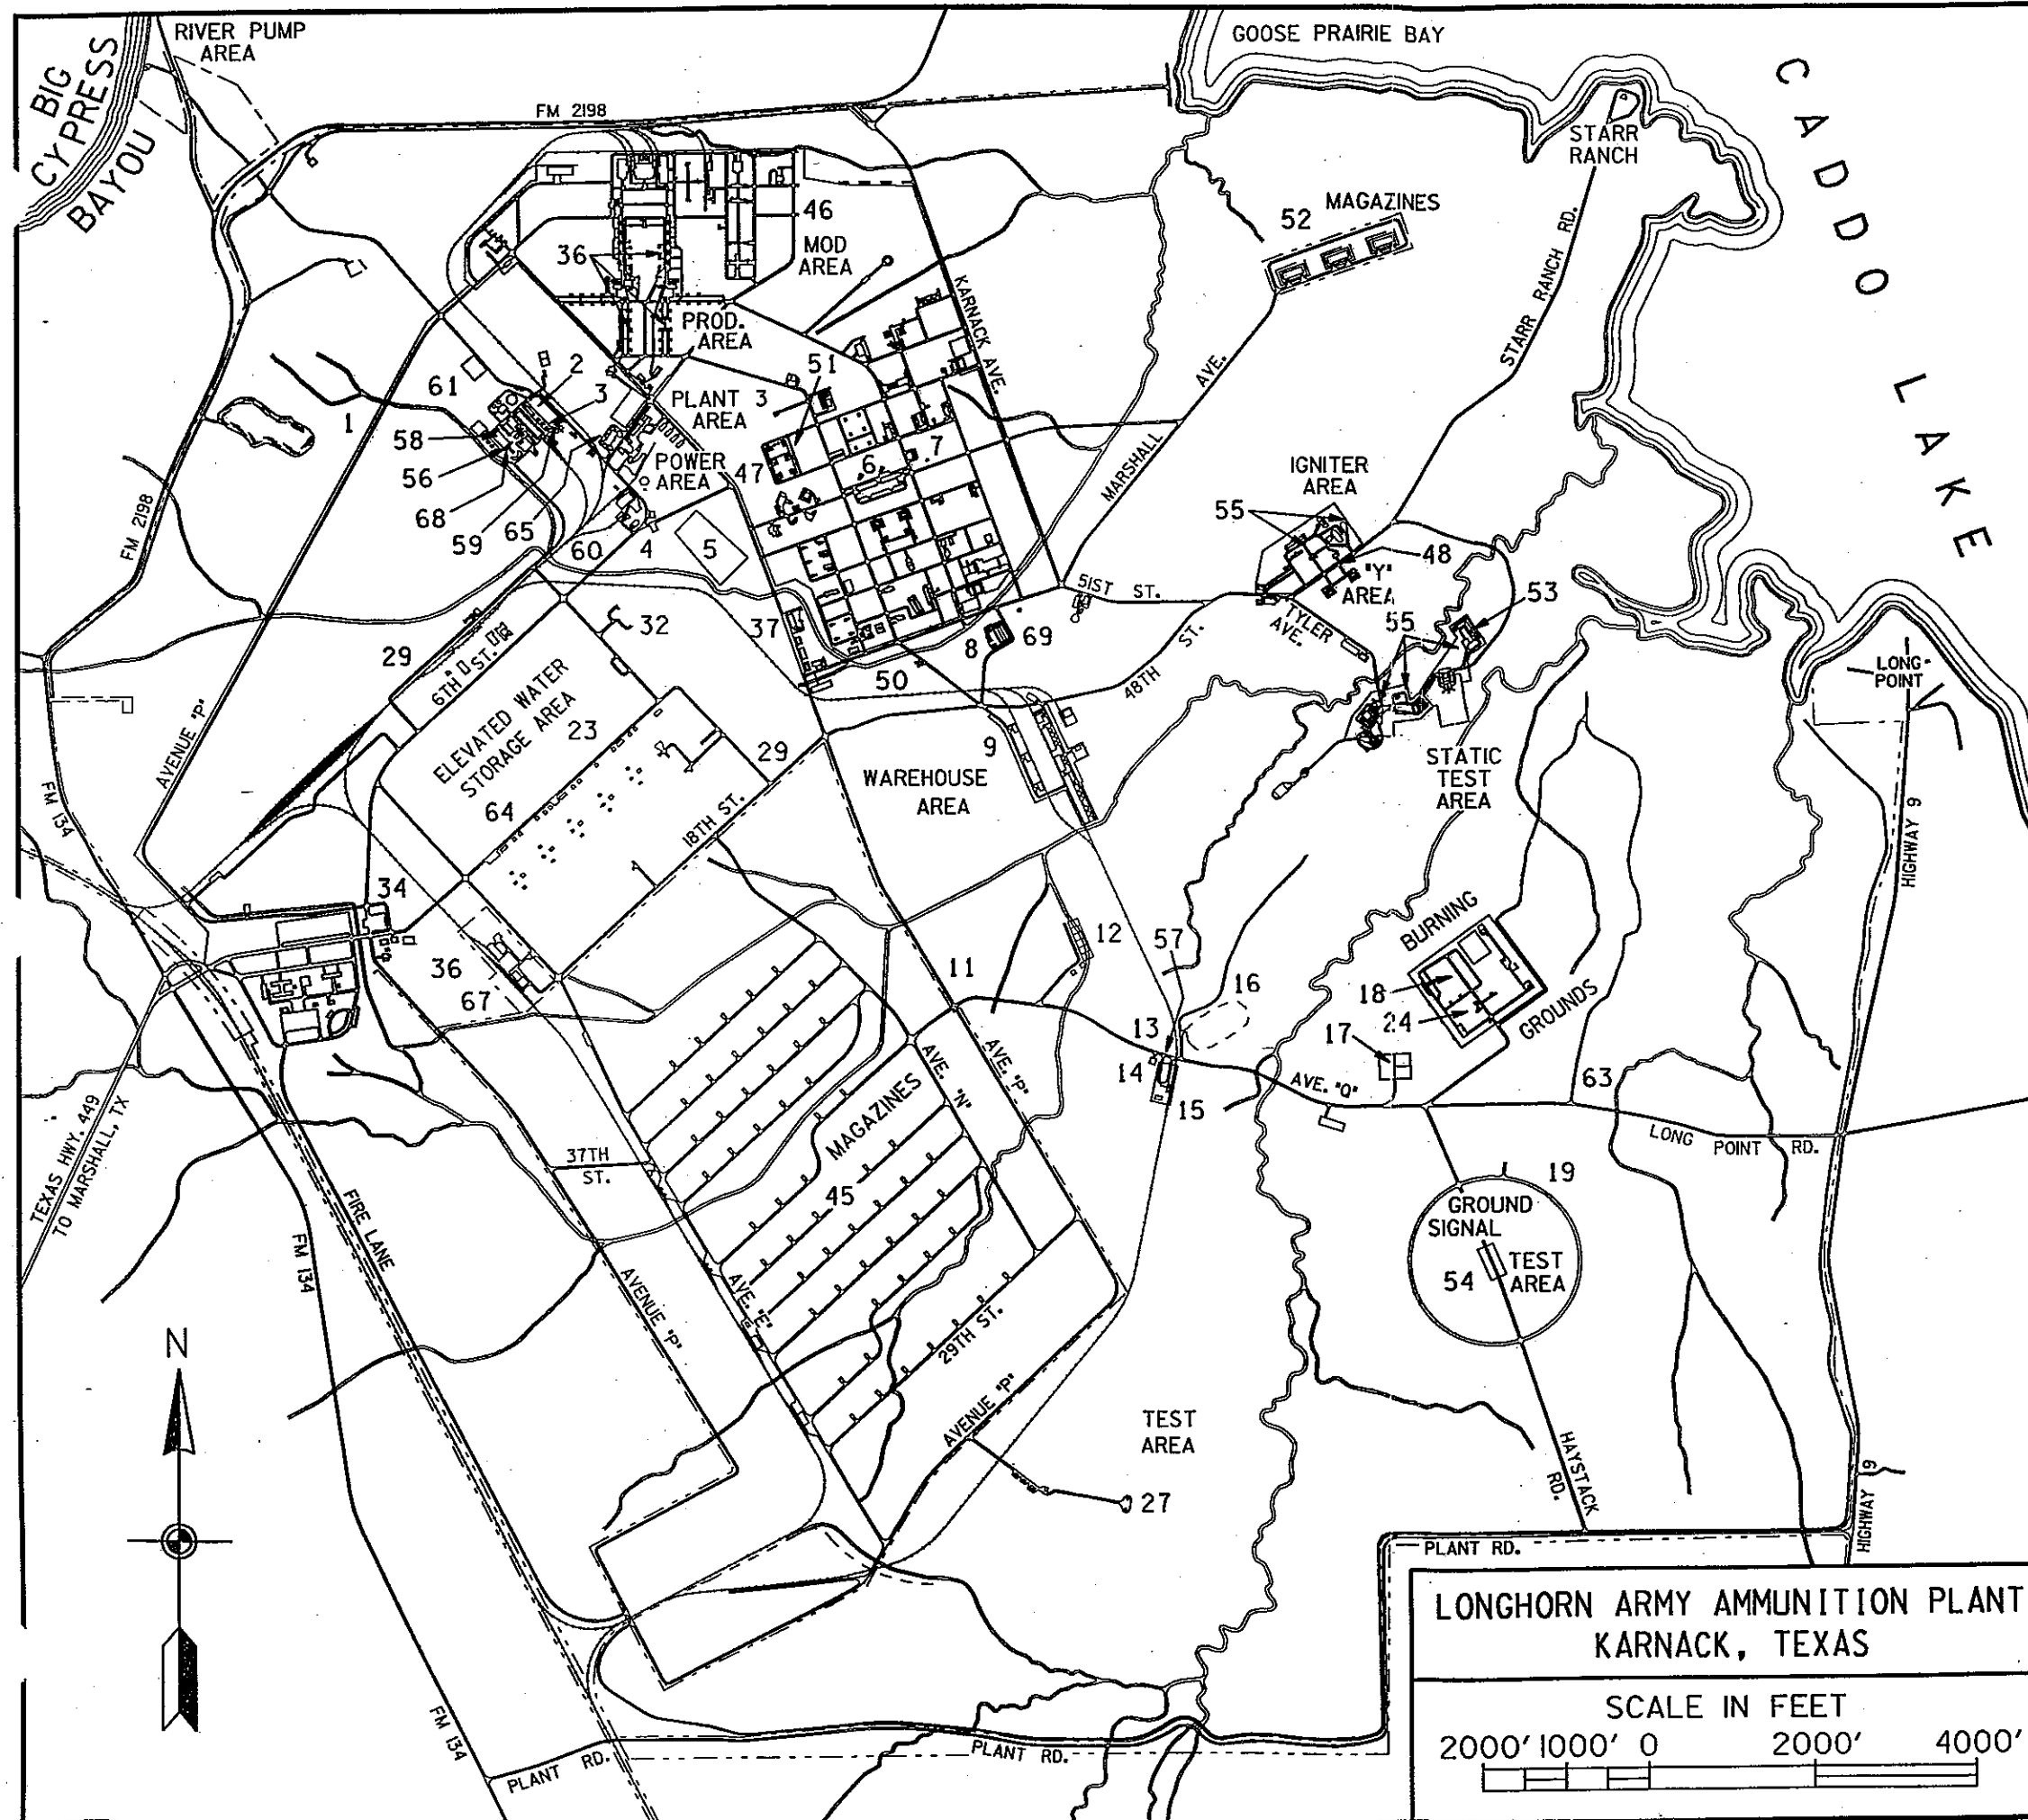 RIVER PUMP
AREA
GOOSE PRAIRIE BAY
BIG
CYPRESS
BAYOU
CADDO LAKE
FM 2198
STARR
RANCH
52
MAGAZINES
46
MOD
AREA
36
KARNACK AVE.
STARR RANCH RD.
PROD.
AREA
51
MARSHALL AVE.
61
2
3
PLANT
AREA
3
1
58
56
68
59
65
POWER
AREA
47
6
7
IGNITER
AREA
55
48
FM 2198
60
4
5
51ST ST.
"Y"
AREA
53
TYLER
AVE.
55
32
37
8
69
29
6TH ST.
50
48TH ST.
LONG-
POINT
AVENUE "P"
ELEVATED WATER
STORAGE AREA
23
29
9
WAREHOUSE
AREA
STATIC
TEST
AREA
FM 134
64
18TH ST.
HIGHWAY 9
34
BURNING
GROUNDS
12
57
36
67
11
16
18
24
13
17
14
15
AVE. "P"
AVE. "N"
AVE. "Q"
63
MAGAZINES
LONG POINT RD.
TEXAS HWY. 449
TO MARSHALL, TX
37TH
ST.
45
19
GROUND
SIGNAL
TEST
AREA
54
FIRE LANE
FM 134
AVENUE "P"
AVE. "E"
29TH ST.
N
AVENUE "P"
TEST
AREA
HAYSTACK
RD.
27
HIGHWAY 9
PLANT RD.
FM 134
PLANT RD.
PLANT RD.
LONGHORN ARMY AMMUNITION PLANT
KARNACK, TEXAS
SCALE IN FEET
2000' 1000' 0 2000' 4000'